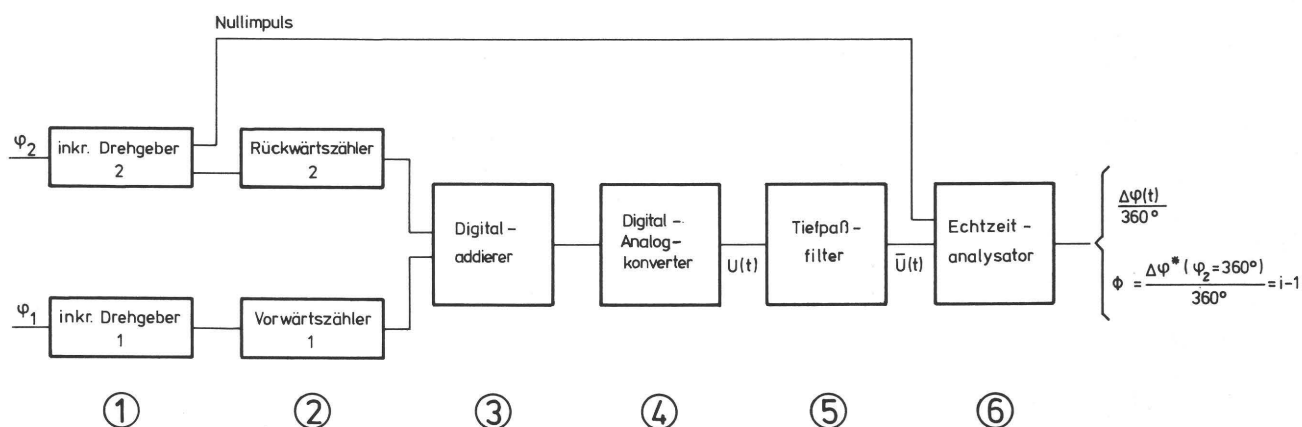 Nullimpuls
φ₂
inkr. Drehgeber
2
Rückwärtszähler
2
φ₁
inkr. Drehgeber
1
Vorwärtszähler
1
Digital –
addierer
Digital –
Analog–
konverter
U(t)
Tiefpaß –
filter
Ū(t)
Echtzeit –
analysator
Δφ(t)
360°
Φ = Δφ* (φ₂=360°) / 360° = i–1
① ② ③ ④ ⑤ ⑥